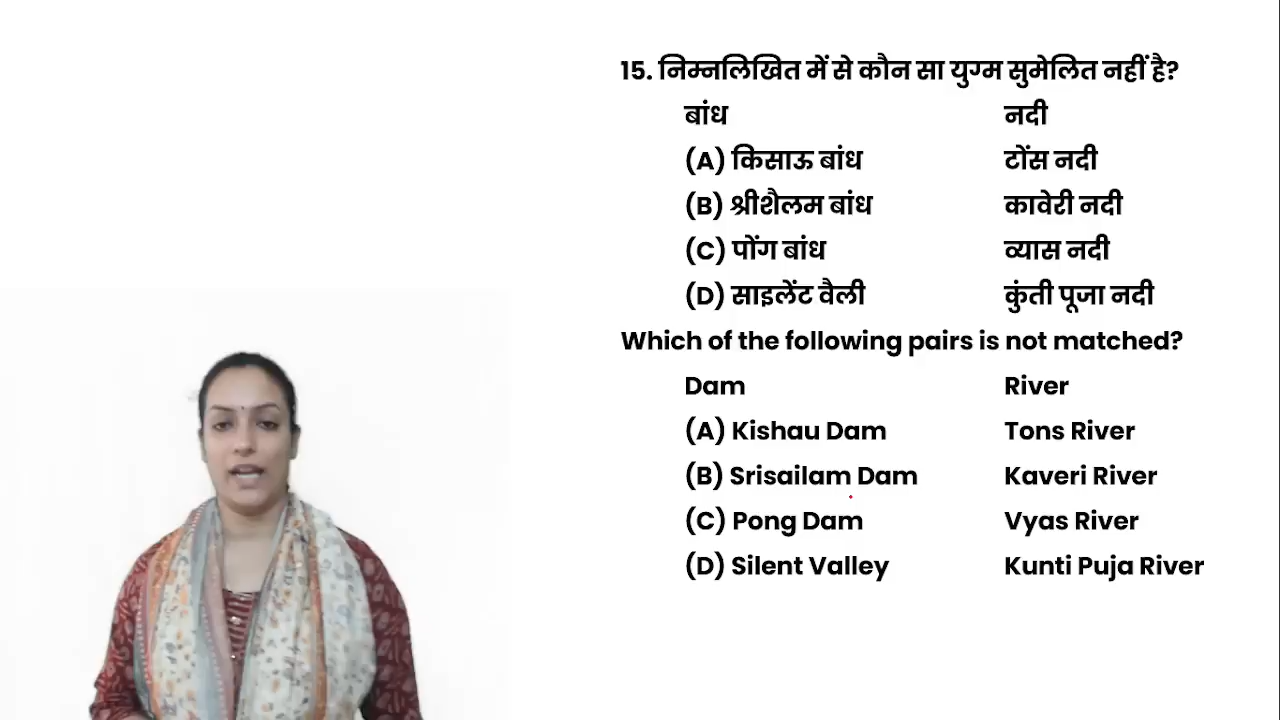 15. निम्नलिखित में से कौन सा युग्म सुमेलित नहीं है?
बांध नदी
(A) किसाऊ बांध टोंस नदी
(B) श्रीशैलम बांध कावेरी नदी
(C) पोंग बांध व्यास नदी
(D) साइलेंट वैली कुंती पूजा नदी
Which of the following pairs is not matched?
Dam River
(A) Kishau Dam Tons River
(B) Srisailam Dam Kaveri River
(C) Pong Dam Vyas River
(D) Silent Valley Kunti Puja River